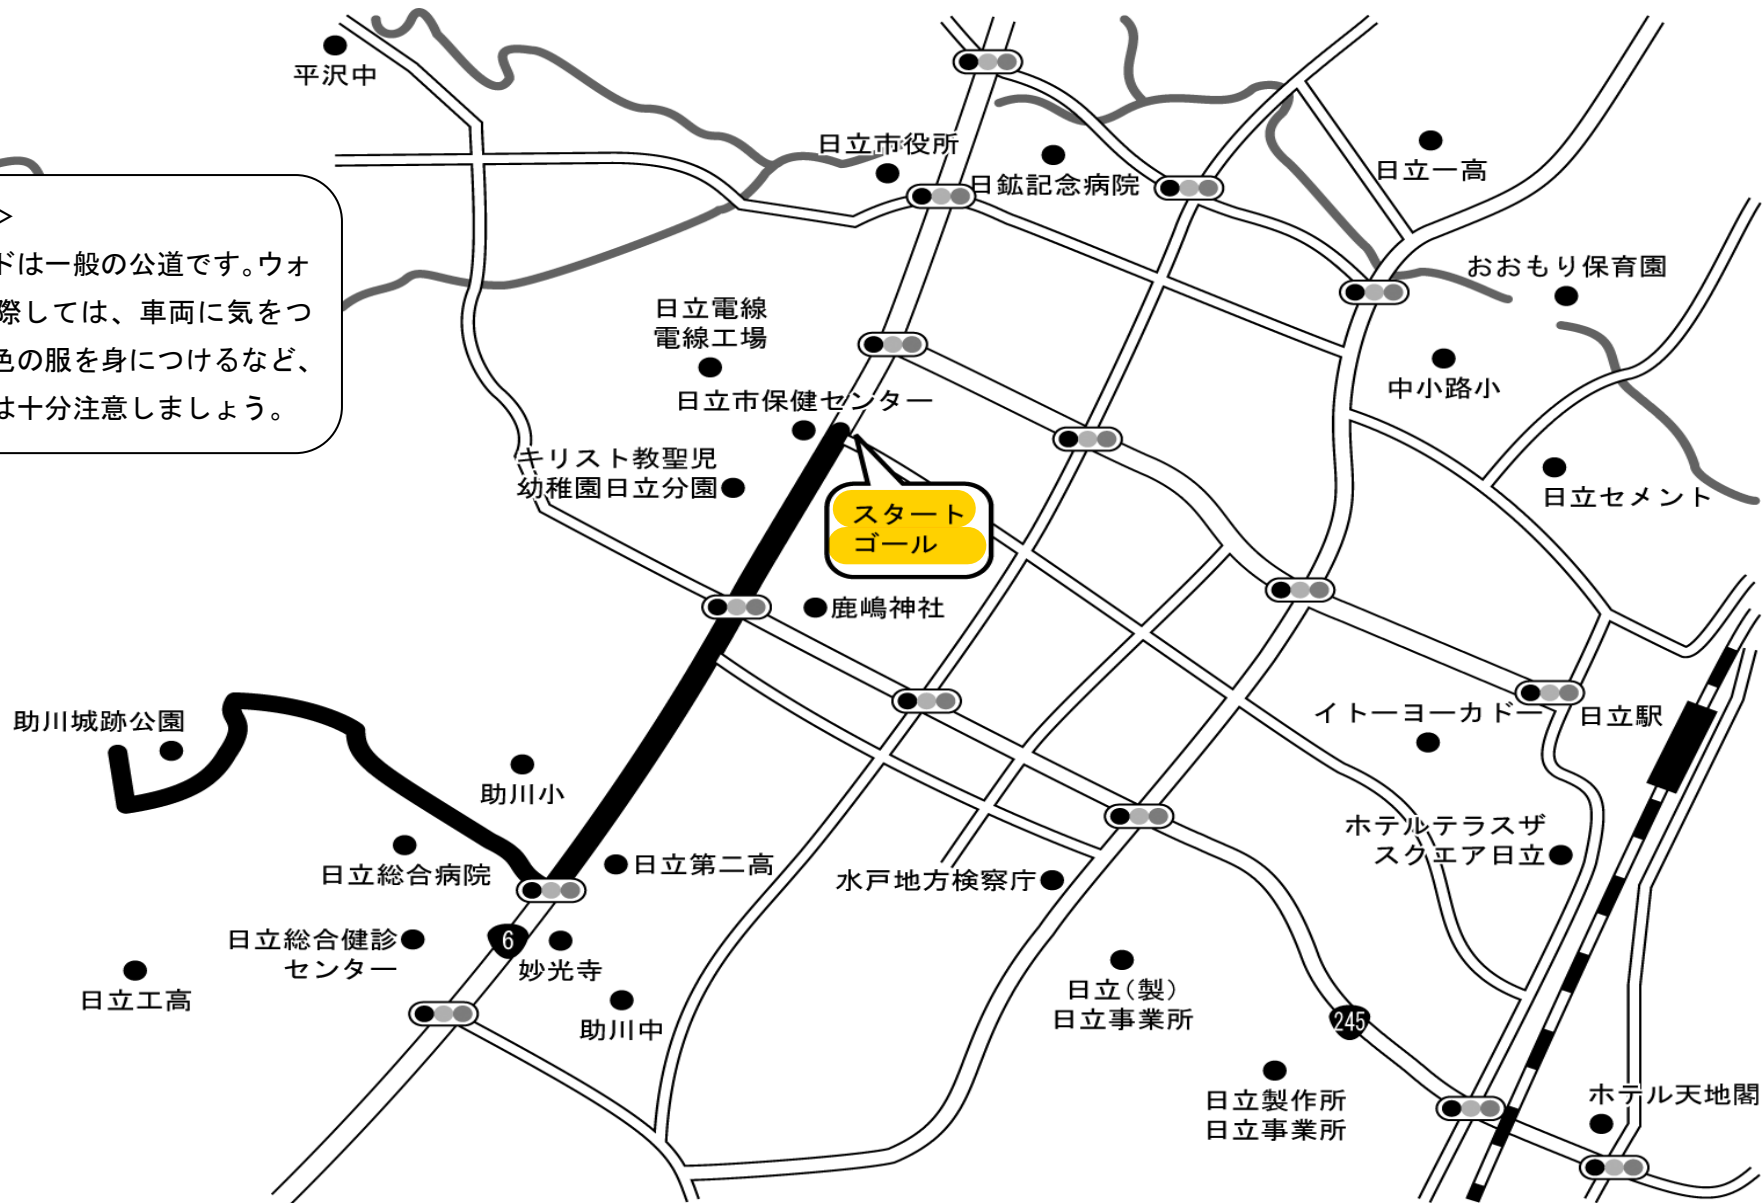 平沢中
日立市役所
日鉱記念病院
日立一高
>
ドは一般の公道です。ウォ
際しては、車両に気をつ
色の服を身につけるなど、
は十分注意しましょう。
おおもり保育園
日立電線
電線工場
中小路小
日立市保健センター
キリスト教聖児
幼稚園日立分園
日立セメント
スタート
ゴール
鹿嶋神社
助川城跡公園
イトーヨーカドー
日立駅
助川小
ホテルテラスザ
スクエア日立
日立総合病院
日立第二高
水戸地方検察庁
日立総合健診
センター
6
妙光寺
日立工高
助川中
日立(製)
日立事業所
245
日立製作所
日立事業所
ホテル天地閣